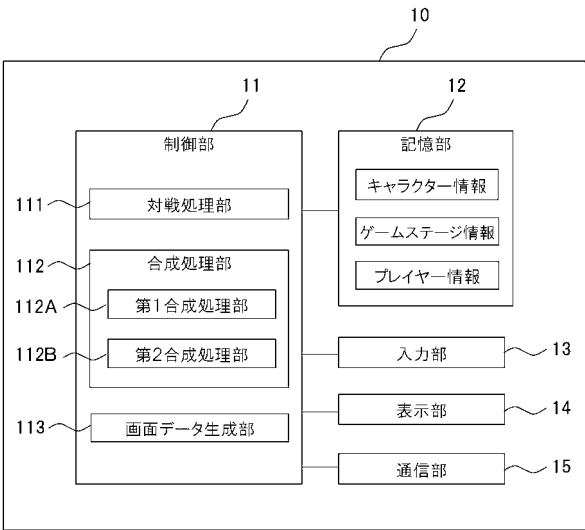 10
11
制御部
111
対戦処理部
112
合成処理部
112A
第1合成処理部
112B
第2合成処理部
113
画面データ生成部
12
記憶部
キャラクター情報
ゲームステージ情報
プレイヤー情報
入力部
13
表示部
14
通信部
15